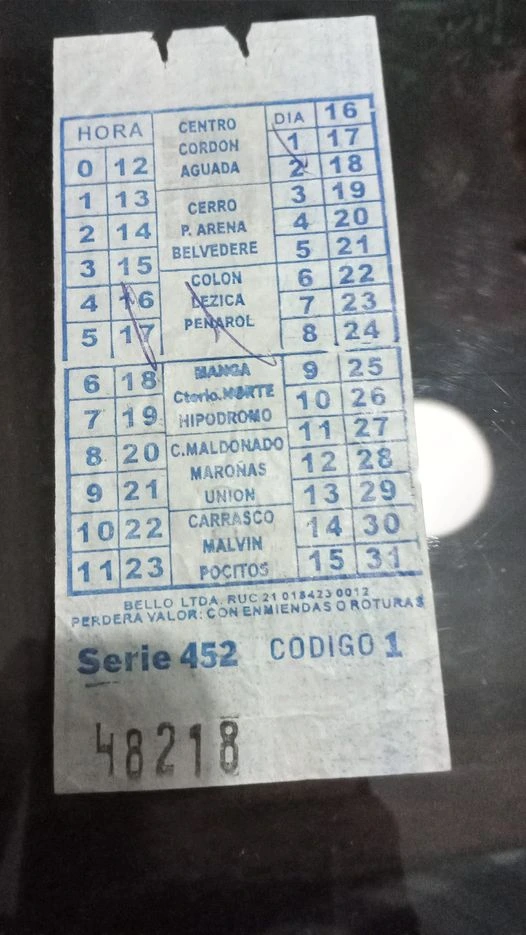 HORA
0 12
1 13
2 14
3 15
4 16
5 17
6 18
7 19
8 20
9 21
10 22
11 23
CENTRO
CORDON
AGUADA
CERRO
P. ARENA
BELVEDERE
COLON
LEZICA
PEÑAROL
MANGA
Cterio. NORTE
HIPODROMO
C.MALDONADO
MAROÑAS
UNION
CARRASCO
MALVIN
POCITOS
DIA 16
1 17
2 18
3 19
4 20
5 21
6 22
7 23
8 24
9 25
10 26
11 27
12 28
13 29
14 30
15 31
BELLO LTDA. RUC 21 018423 0012
PERDERA VALOR: CON ENMIENDAS O ROTURAS
Serie 452 CODIGO 1
48218